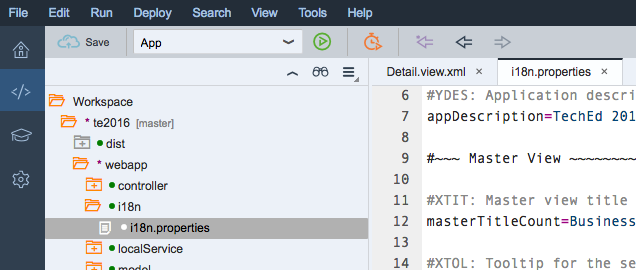 File Edit Run Deploy Search View Tools Help
Save App
Detail.view.xml × i18n.properties ×
Workspace
* te2016 [master]
dist
* webapp
controller
i18n
i18n.properties
localService
model
6 #YDES: Application descri
7 appDescription=TechEd 201
8
9 #~~~ Master View ~~~~~~~~
10
11 #XTIT: Master view title
12 masterTitleCount=Business
13
14 #XTOL: Tooltip for the se